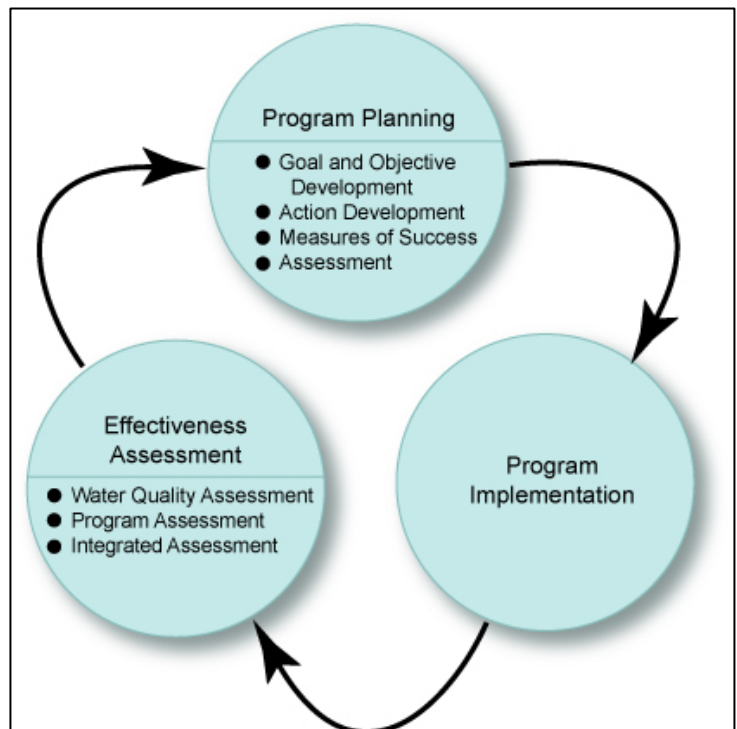 Program Planning
● Goal and Objective
Development
● Action Development
● Measures of Success
● Assessment
Effectiveness
Assessment
● Water Quality Assessment
● Program Assessment
● Integrated Assessment
Program
Implementation